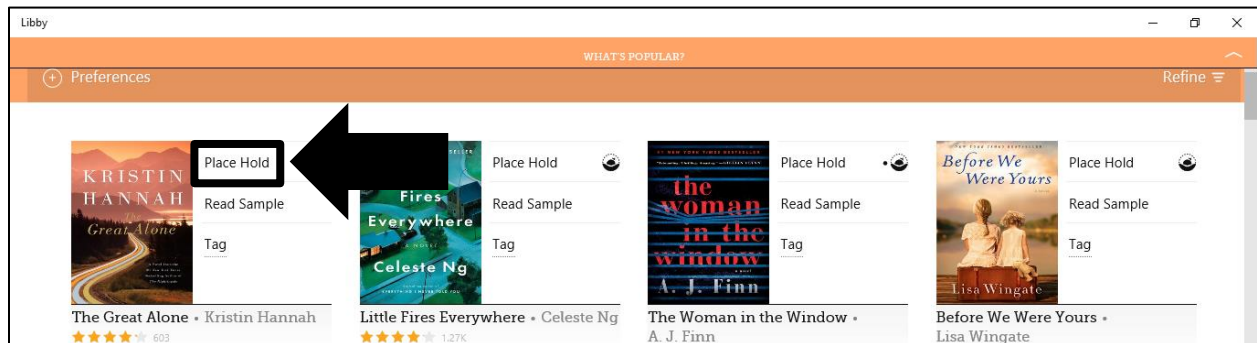 Libby
WHAT'S POPULAR?
Preferences
Refine
KRISTIN
HANNAH
The
Great Alone
Place Hold
Read Sample
Tag
The Great Alone • Kristin Hannah
603
Fires
Everywhere
A NOVEL
Celeste Ng
Place Hold
Read Sample
Tag
Little Fires Everywhere • Celeste Ng
1.27K
the
woman
in the
window
a novel
A. J. Finn
Place Hold
Read Sample
Tag
The Woman in the Window •
A. J. Finn
Before We
Were Yours
Lisa Wingate
Place Hold
Read Sample
Tag
Before We Were Yours •
Lisa Wingate